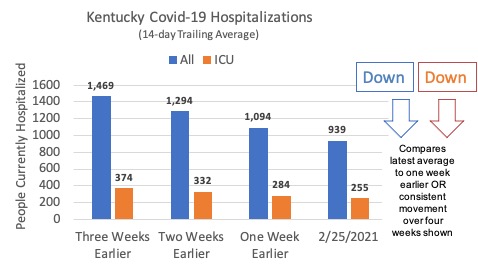 Kentucky Covid-19 Hospitalizations
(14-day Trailing Average)
All ICU
People Currently Hospitalized
1600
1400
1200
1000
800
600
400
200
0
1,469
374
1,294
332
1,094
284
939
255
Three Weeks
Earlier
Two Weeks
Earlier
One Week
Earlier
2/25/2021
Down
Down
Compares
latest average
to one week
earlier OR
consistent
movement
over four
weeks shown